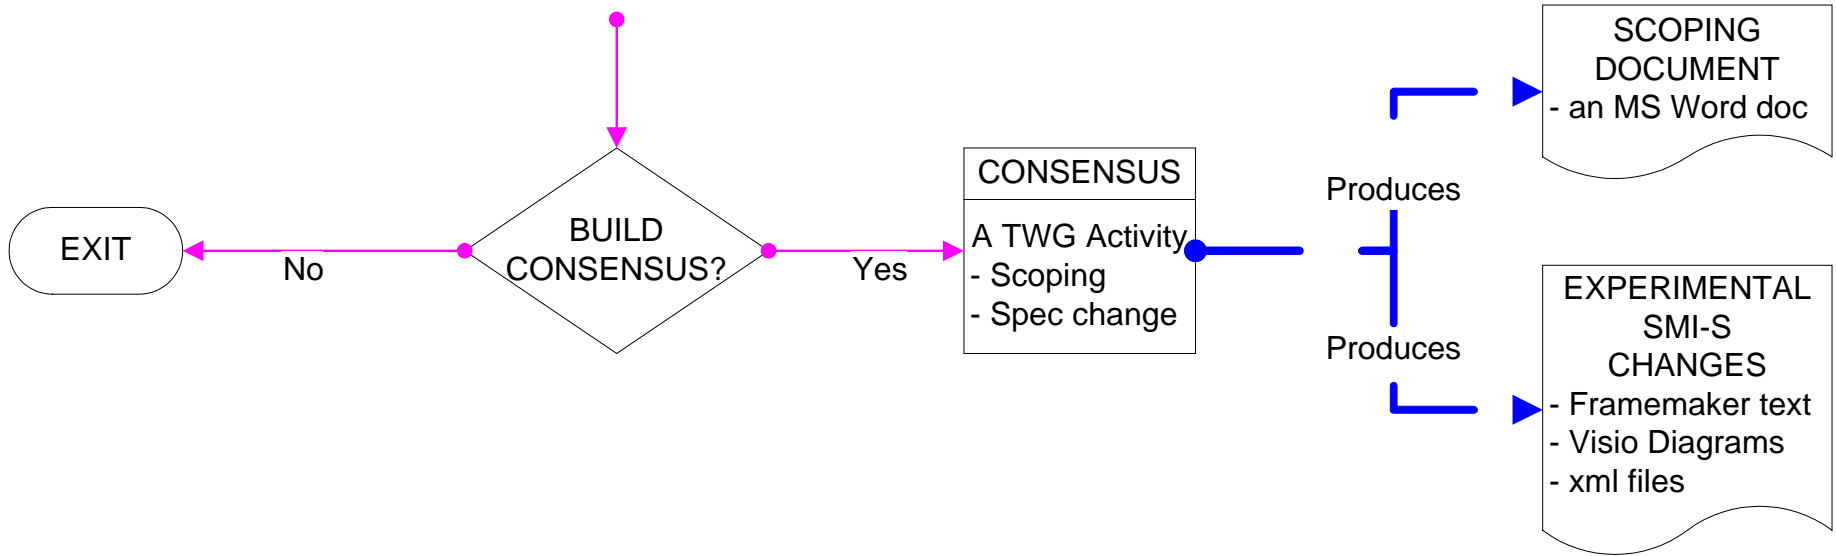 EXIT
No
BUILD
CONSENSUS?
Yes
CONSENSUS
A TWG Activity
- Scoping
- Spec change
Produces
Produces
SCOPING
DOCUMENT
- an MS Word doc
EXPERIMENTAL
SMI-S
CHANGES
- Framemaker text
- Visio Diagrams
- xml files